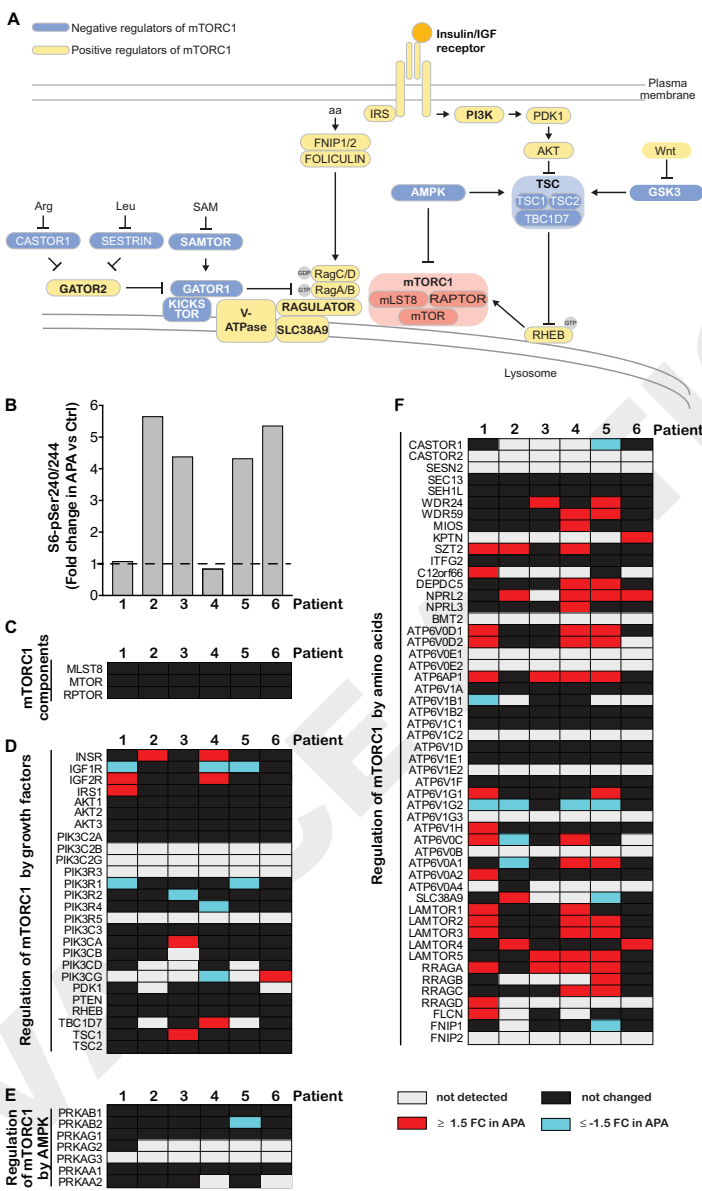 A
Negative regulators of mTORC1
Positive regulators of mTORC1
Insulin/IGF
receptor
Plasma
membrane
aa
IRS
PI3K
PDK1
FNIP1/2
FOLICULIN
AKT
Wnt
TSC
AMPK
TSC1 TSC2
GSK3
TBC1D7
Arg
Leu
SAM
CASTOR1
SESTRIN
SAMTOR
GATOR2
GATOR1
GDP
RagC/D
GTP
RagA/B
mTORC1
mLST8 RAPTOR
mTOR
KICKS
TOR
V-
ATPase
RAGULATOR
SLC38A9
GTP
RHEB
Lysosome
B
S6-pSer240/244
(Fold change in APA vs Ctrl)
6
5
4
3
2
1
0
1 2 3 4 5 6 Patient
C
mTORC1
components
1 2 3 4 5 6 Patient
MLST8
MTOR
RPTOR
D
Regulation of mTORC1 by growth factors
1 2 3 4 5 6 Patient
INSR
IGF1R
IGF2R
IRS1
AKT1
AKT2
AKT3
PIK3C2A
PIK3C2B
PIK3C2G
PIK3R3
PIK3R1
PIK3R2
PIK3R4
PIK3R5
PIK3C3
PIK3CA
PIK3CB
PIK3CD
PIK3CG
PDK1
PTEN
RHEB
TBC1D7
TSC1
TSC2
E
Regulation
of mTORC1
by AMPK
1 2 3 4 5 6 Patient
PRKAB1
PRKAB2
PRKAG1
PRKAG2
PRKAG3
PRKAA1
PRKAA2
F
Regulation of mTORC1 by amino acids
1 2 3 4 5 6 Patient
CASTOR1
CASTOR2
SESN2
SEC13
SEH1L
WDR24
WDR59
MIOS
KPTN
SZT2
ITFG2
C12orf66
DEPDC5
NPRL2
NPRL3
BMT2
ATP6V0D1
ATP6V0D2
ATP6V0E1
ATP6V0E2
ATP6AP1
ATP6V1A
ATP6V1B1
ATP6V1B2
ATP6V1C1
ATP6V1C2
ATP6V1D
ATP6V1E1
ATP6V1E2
ATP6V1F
ATP6V1G1
ATP6V1G2
ATP6V1G3
ATP6V1H
ATP6V0C
ATP6V0B
ATP6V0A1
ATP6V0A2
ATP6V0A4
SLC38A9
LAMTOR1
LAMTOR2
LAMTOR3
LAMTOR4
LAMTOR5
RRAGA
RRAGB
RRAGC
RRAGD
FLCN
FNIP1
FNIP2
not detected
not changed
≥ 1.5 FC in APA
≤ -1.5 FC in APA